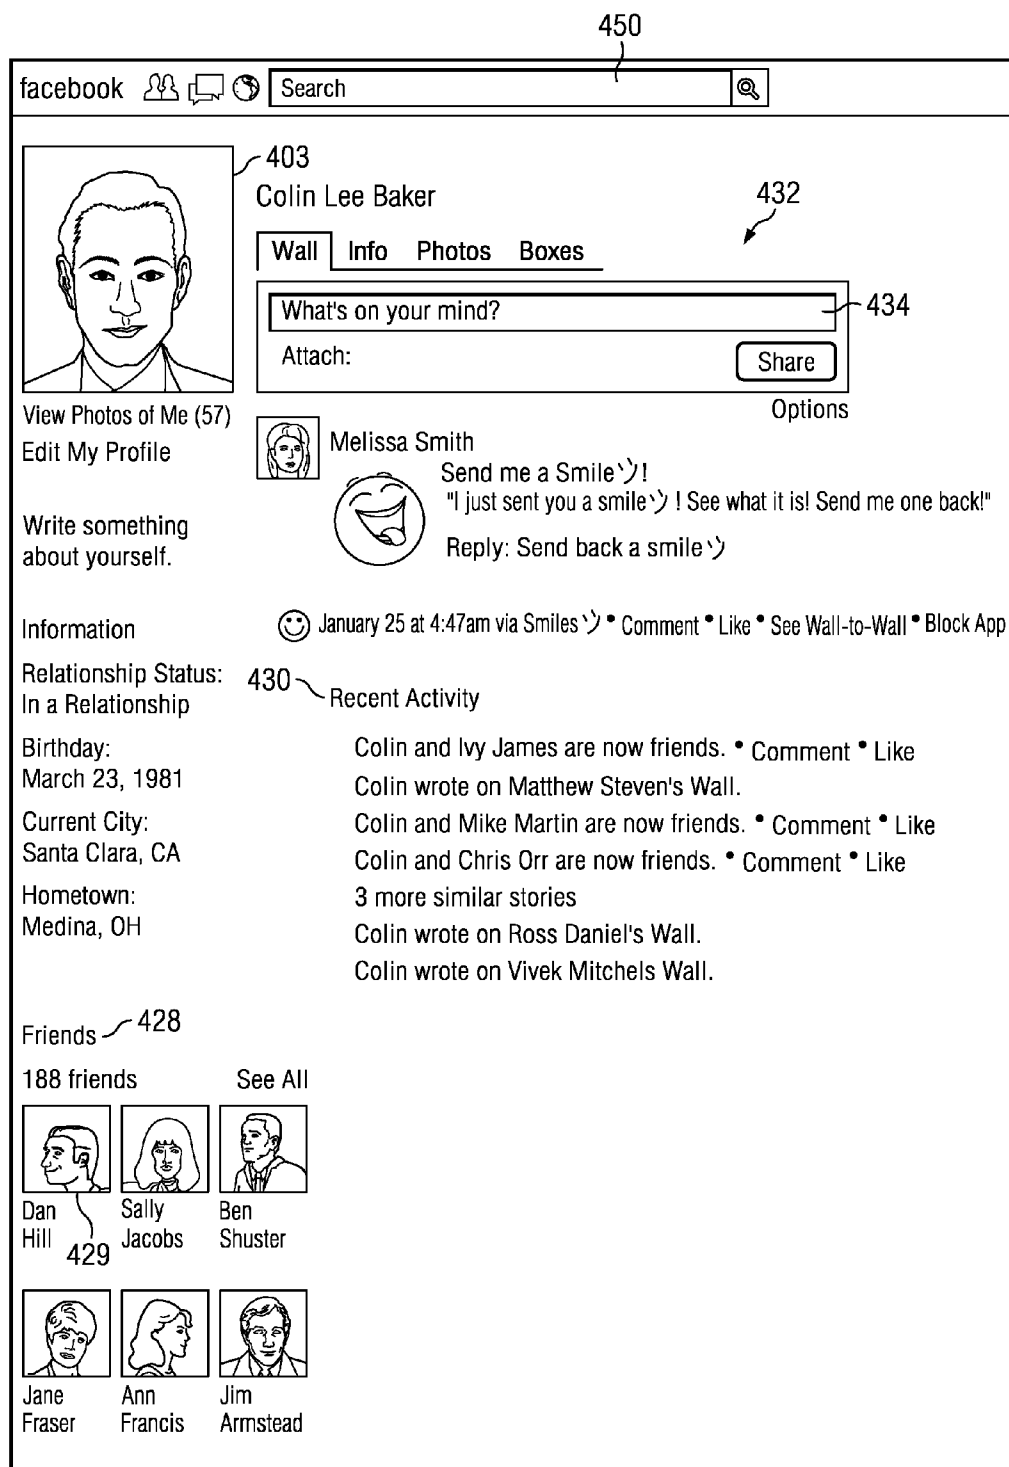 450
facebook Search
403
Colin Lee Baker
432
Wall Info Photos Boxes
What's on your mind?
434
Attach: Share
Options
View Photos of Me (57)
Edit My Profile
Write something
about yourself.
Melissa Smith
Send me a Smileツ!
"I just sent you a smileツ ! See what it is! Send me one back!"
Reply: Send back a smileツ
January 25 at 4:47am via Smilesツ • Comment • Like • See Wall-to-Wall • Block App
Information
Relationship Status:
In a Relationship
Birthday:
March 23, 1981
Current City:
Santa Clara, CA
Hometown:
Medina, OH
430
Recent Activity
Colin and Ivy James are now friends. • Comment • Like
Colin wrote on Matthew Steven's Wall.
Colin and Mike Martin are now friends. • Comment • Like
Colin and Chris Orr are now friends. • Comment • Like
3 more similar stories
Colin wrote on Ross Daniel's Wall.
Colin wrote on Vivek Mitchels Wall.
Friends 428
188 friends See All
Dan
Hill
429
Sally
Jacobs
Ben
Shuster
Jane
Fraser
Ann
Francis
Jim
Armstead